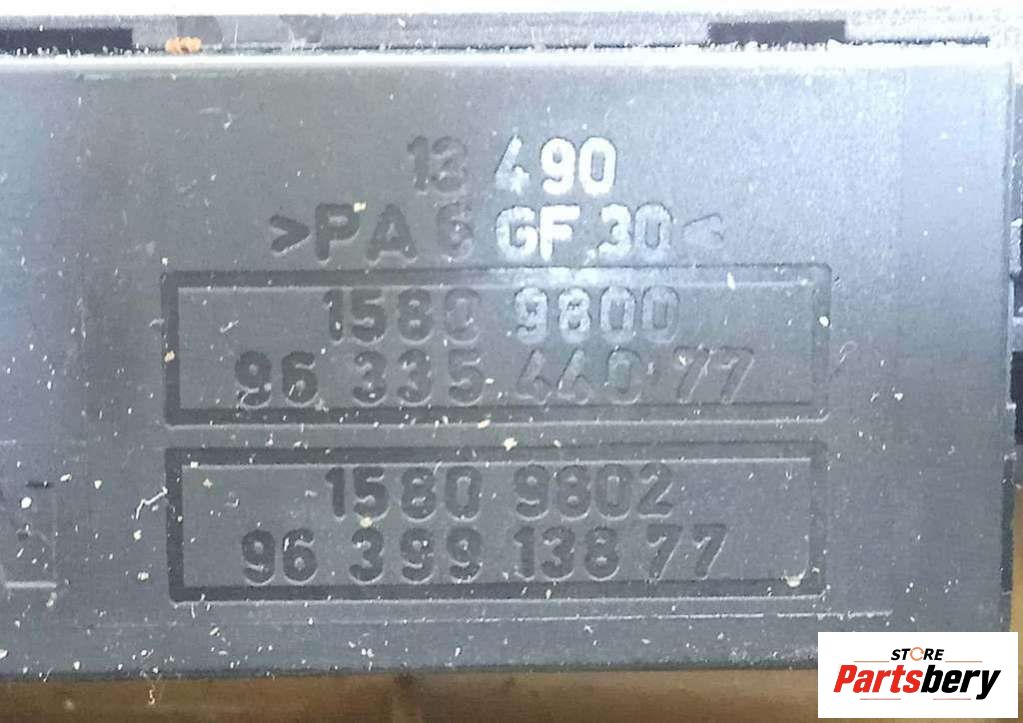 13 490
>PA 6 GF 30<
1580 9800
96 335 440 77
1580 9802
96 399 138 77
STORE
Partsbery